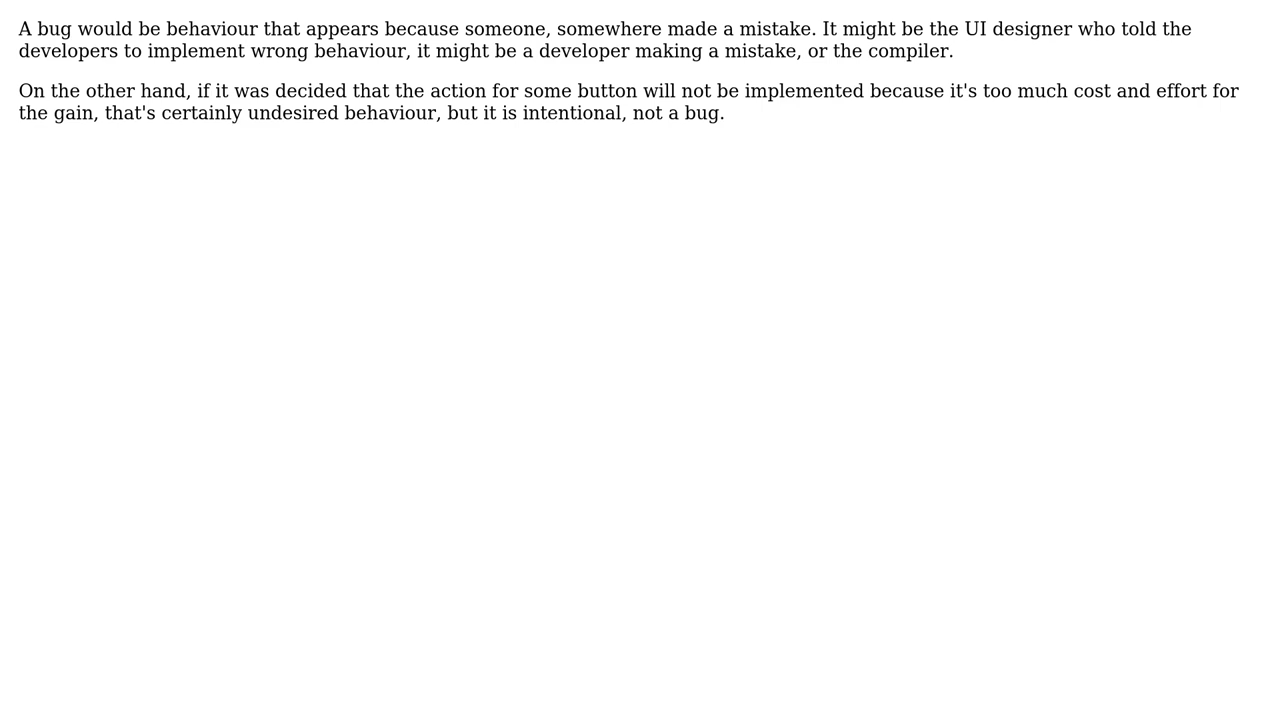 A bug would be behaviour that appears because someone, somewhere made a mistake. It might be the UI designer who told the
developers to implement wrong behaviour, it might be a developer making a mistake, or the compiler.
On the other hand, if it was decided that the action for some button will not be implemented because it's too much cost and effort for
the gain, that's certainly undesired behaviour, but it is intentional, not a bug.